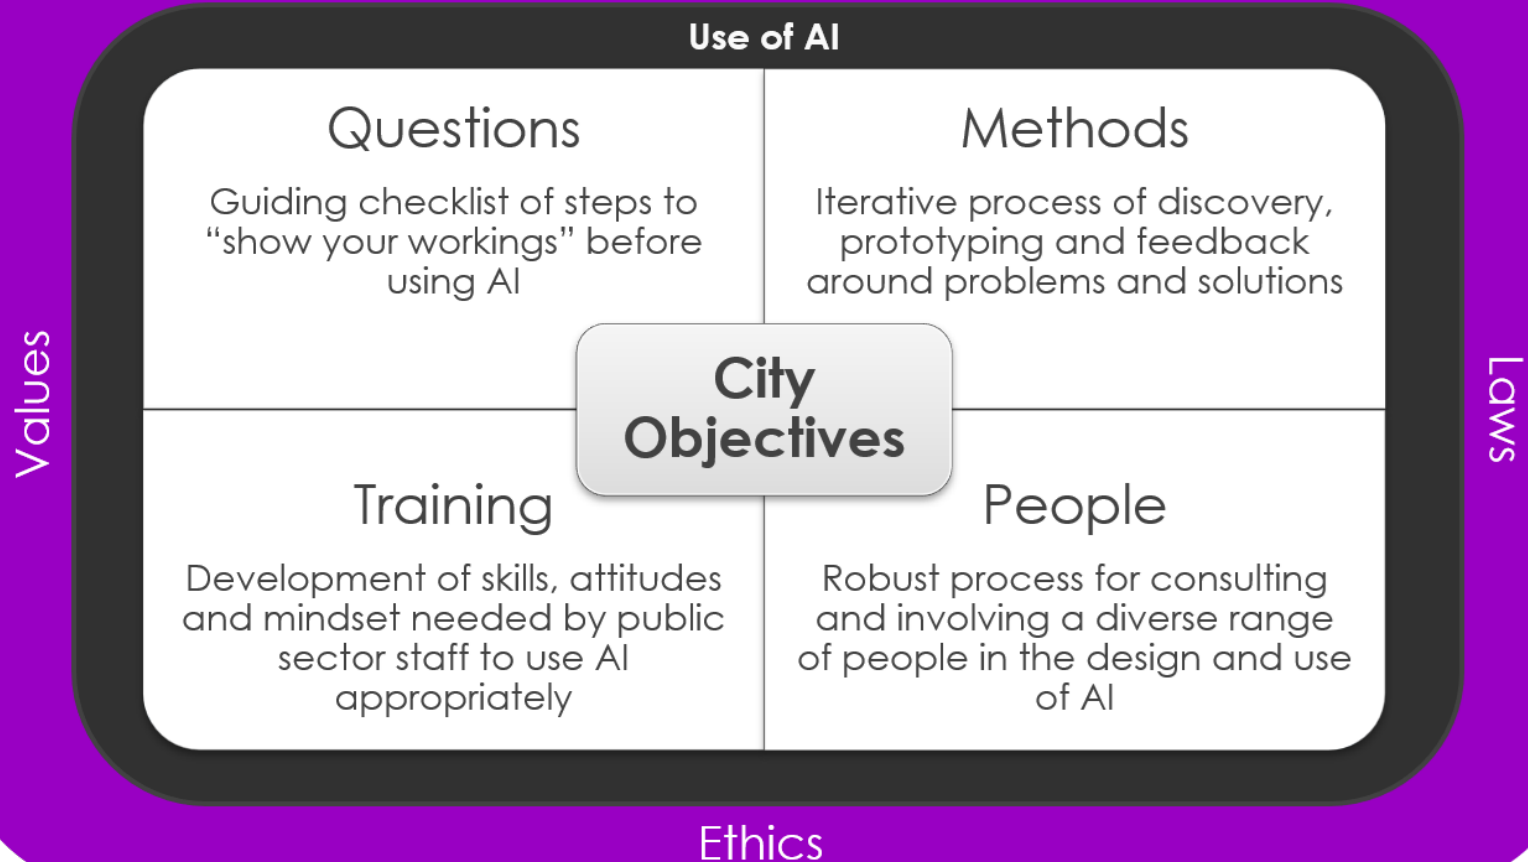 Use of AI
Questions
Guiding checklist of steps to
“show your workings” before
using AI
Methods
Iterative process of discovery,
prototyping and feedback
around problems and solutions
City
Objectives
Training
Development of skills, attitudes
and mindset needed by public
sector staff to use AI
appropriately
People
Robust process for consulting
and involving a diverse range
of people in the design and use
of AI
Values
Laws
Ethics